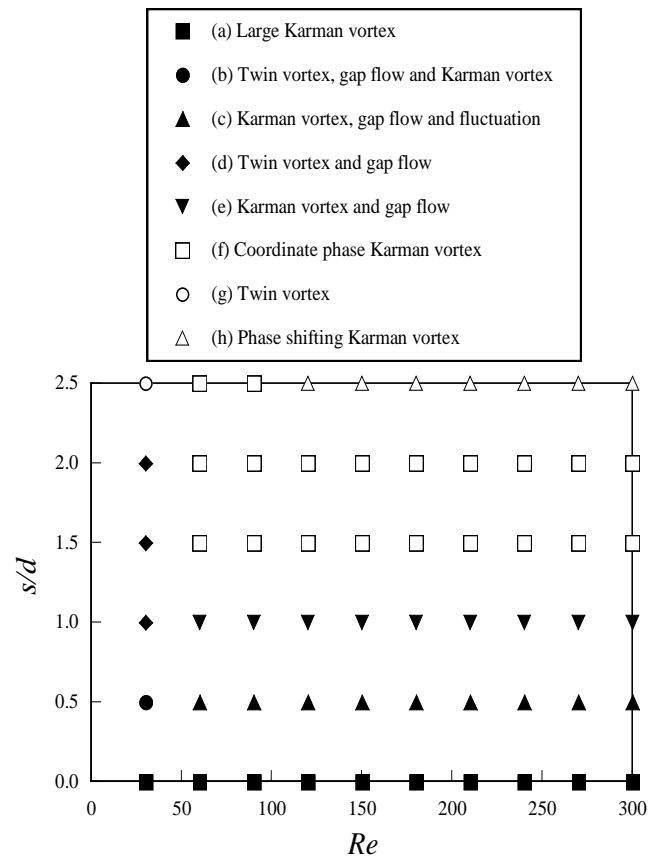 (a) Large Karman vortex
(b) Twin vortex, gap flow and Karman vortex
(c) Karman vortex, gap flow and fluctuation
(d) Twin vortex and gap flow
(e) Karman vortex and gap flow
(f) Coordinate phase Karman vortex
(g) Twin vortex
(h) Phase shifting Karman vortex
2.5
2.0
1.5
1.0
0.5
0.0
s/d
0 50 100 150 200 250 300
Re